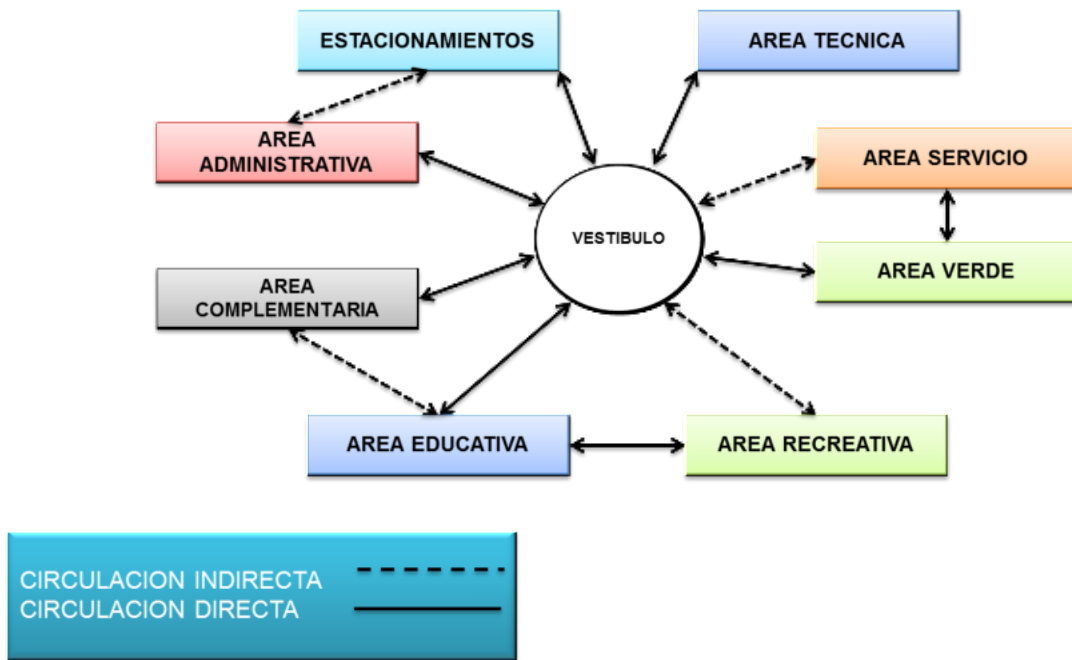 ESTACIONAMIENTOS
AREA TECNICA
AREA
ADMINISTRATIVA
AREA SERVICIO
VESTIBULO
AREA VERDE
AREA
COMPLEMENTARIA
AREA EDUCATIVA
AREA RECREATIVA
CIRCULACION INDIRECTA
CIRCULACION DIRECTA